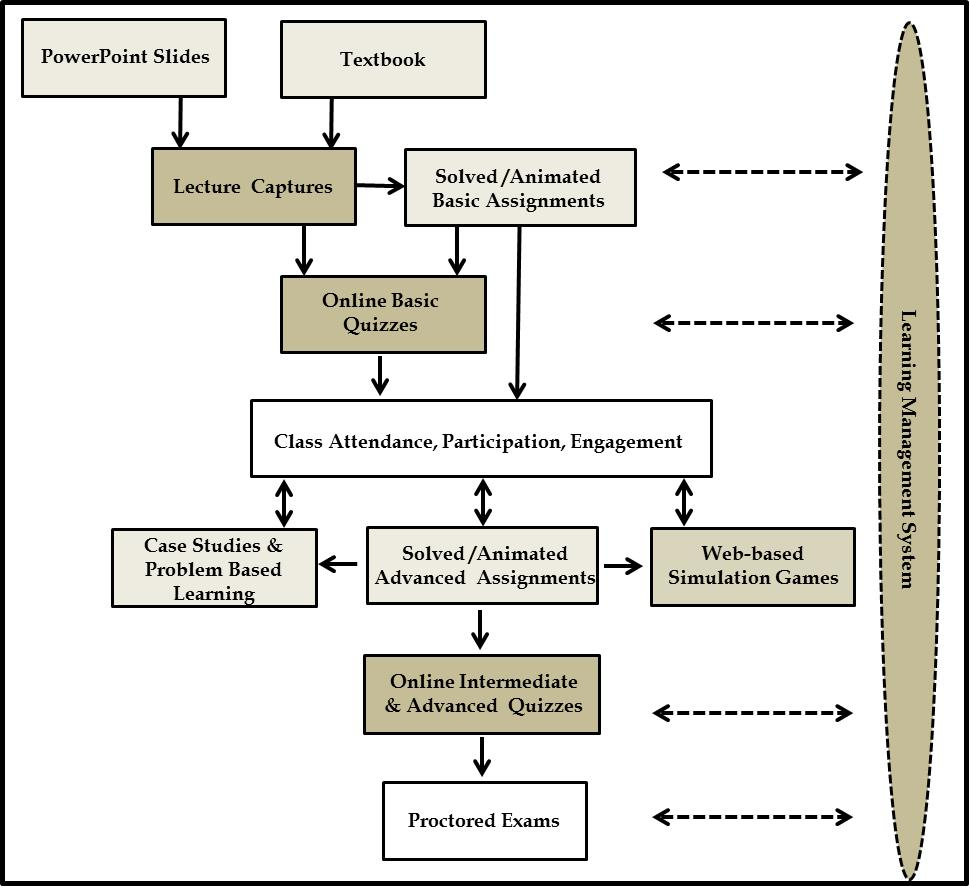 PowerPoint Slides
Textbook
Lecture Captures
Solved/Animated
Basic Assignments
Online Basic
Quizzes
Class Attendance, Participation, Engagement
Case Studies &
Problem Based
Learning
Solved/Animated
Advanced Assignments
Web-based
Simulation Games
Online Intermediate
& Advanced Quizzes
Proctored Exams
Learning Management System